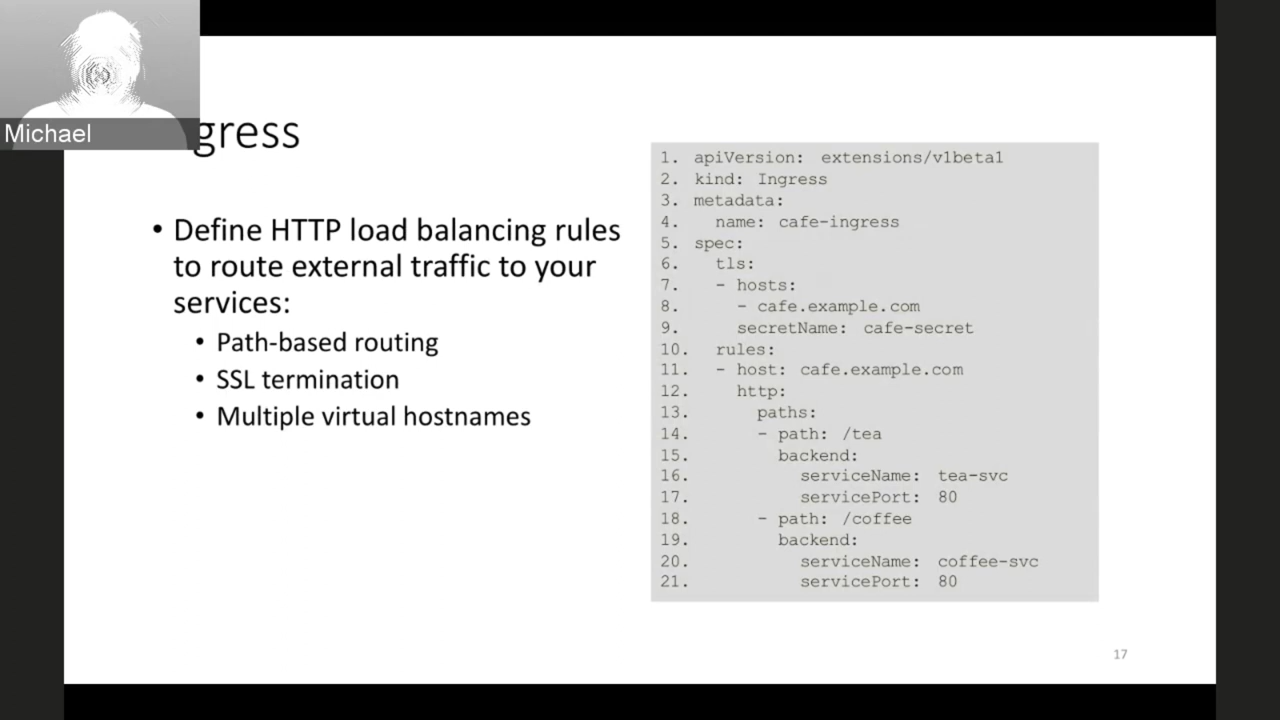 Michael
gress
• Define HTTP load balancing rules
to route external traffic to your
services:
• Path-based routing
• SSL termination
• Multiple virtual hostnames
1. apiVersion: extensions/v1beta1
2. kind: Ingress
3. metadata:
4. name: cafe-ingress
5. spec:
6. tls:
7. - hosts:
8. - cafe.example.com
9. secretName: cafe-secret
10. rules:
11. - host: cafe.example.com
12. http:
13. paths:
14. - path: /tea
15. backend:
16. serviceName: tea-svc
17. servicePort: 80
18. - path: /coffee
19. backend:
20. serviceName: coffee-svc
21. servicePort: 80
17